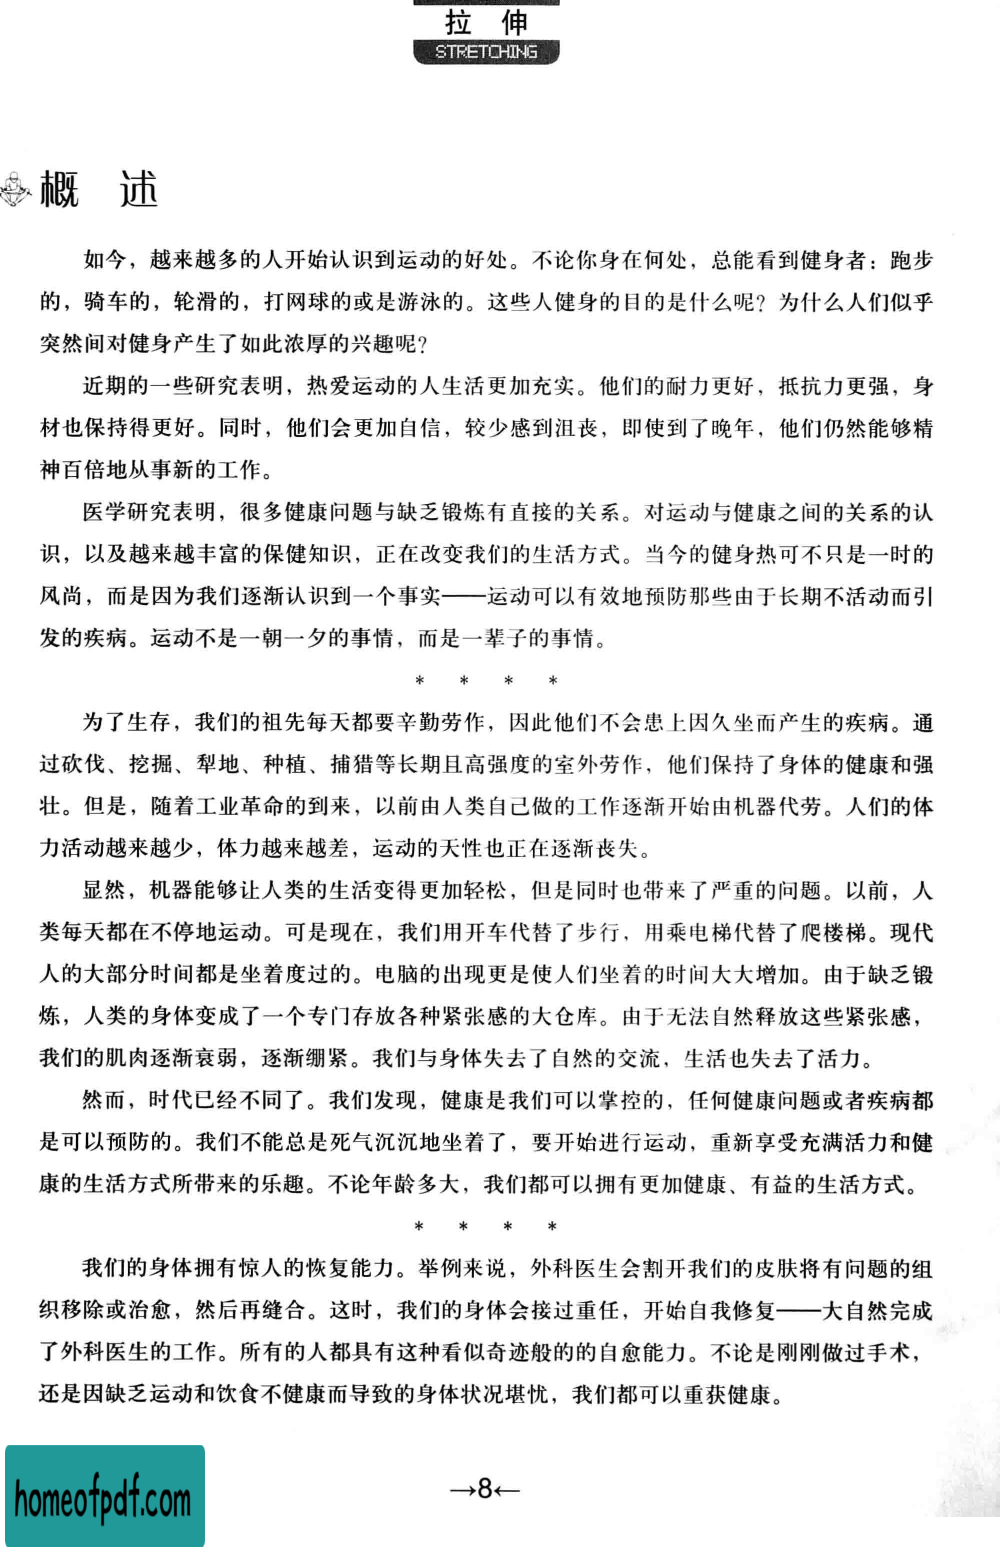 拉 伸
STRETCHING
概 述
如今，越来越多的人开始认识到运动的好处。不论你身在何处，总能看到健身者：跑步
的，骑车的，轮滑的，打网球的或是游泳的。这些人健身的目的是什么呢？为什么人们似乎
突然间对健身产生了如此浓厚的兴趣呢？
近期的一些研究表明，热爱运动的人生活更加充实。他们的耐力更好，抵抗力更强，身
材也保持得更好。同时，他们会更加自信，较少感到沮丧，即使到了晚年，他们仍然能够精
神百倍地从事新的工作。
医学研究表明，很多健康问题与缺乏锻炼有直接的关系。对运动与健康之间的关系的认
识，以及越来越丰富的保健知识，正在改变我们的生活方式。当今的健身热可不只是一时的
风尚，而是因为我们逐渐认识到一个事实——运动可以有效地预防那些由于长期不活动而引
发的疾病。运动不是一朝一夕的事情，而是一辈子的事情。
* * * *
为了生存，我们的祖先每天都要辛勤劳作，因此他们不会患上因久坐而产生的疾病。通
过砍伐、挖掘、犁地、种植、捕猎等长期且高强度的室外劳作，他们保持了身体的健康和强
壮。但是，随着工业革命的到来，以前由人类自己做的工作逐渐开始由机器代劳。人们的体
力活动越来越少，体力越来越差，运动的天性也正在逐渐丧失。
显然，机器能够让人类的生活变得更加轻松，但是同时也带来了严重的问题。以前，人
类每天都在不停地运动。可是现在，我们用开车代替了步行，用乘电梯代替了爬楼梯。现代
人的大部分时间都是坐着度过的。电脑的出现更是使人们坐着的时间大大增加。由于缺乏锻
炼，人类的身体变成了一个专门存放各种紧张感的大仓库。由于无法自然释放这些紧张感，
我们的肌肉逐渐衰弱，逐渐绷紧。我们与身体失去了自然的交流，生活也失去了活力。
然而，时代已经不同了。我们发现，健康是我们可以掌控的，任何健康问题或者疾病都
是可以预防的。我们不能总是死气沉沉地坐着了，要开始进行运动，重新享受充满活力和健
康的生活方式所带来的乐趣。不论年龄多大，我们都可以拥有更加健康、有益的生活方式。
* * * *
我们的身体拥有惊人的恢复能力。举例来说，外科医生会割开我们的皮肤将有问题的组
织移除或治愈，然后再缝合。这时，我们的身体会接过重任，开始自我修复——大自然完成
了外科医生的工作。所有的人都具有这种看似奇迹般的的自愈能力。不论是刚刚做过手术，
还是因缺乏运动和饮食不健康而导致的身体状况堪忧，我们都可以重获健康。
→8←
homeofpdf.com